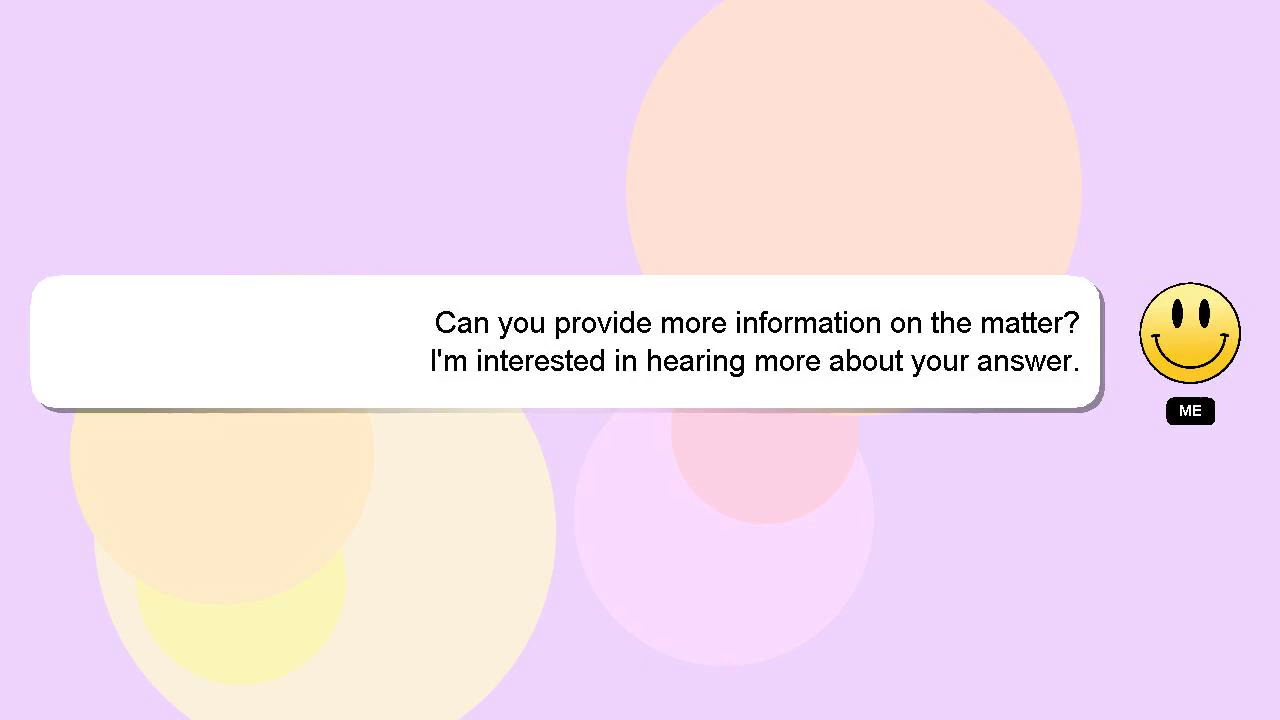 Can you provide more information on the matter?
I'm interested in hearing more about your answer.
ME